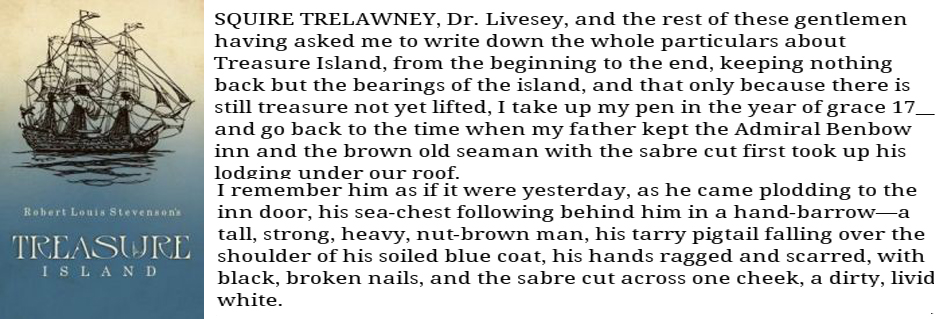 Robert Louis Stevenson's
TREASURE
ISLAND
SQUIRE TRELAWNEY, Dr. Livesey, and the rest of these gentlemen
having asked me to write down the whole particulars about
Treasure Island, from the beginning to the end, keeping nothing
back but the bearings of the island, and that only because there is
still treasure not yet lifted, I take up my pen in the year of grace 17__
and go back to the time when my father kept the Admiral Benbow
inn and the brown old seaman with the sabre cut first took up his
lodging under our roof.
I remember him as if it were yesterday, as he came plodding to the
inn door, his sea-chest following behind him in a hand-barrow—a
tall, strong, heavy, nut-brown man, his tarry pigtail falling over the
shoulder of his soiled blue coat, his hands ragged and scarred, with
black, broken nails, and the sabre cut across one cheek, a dirty, livid
white.